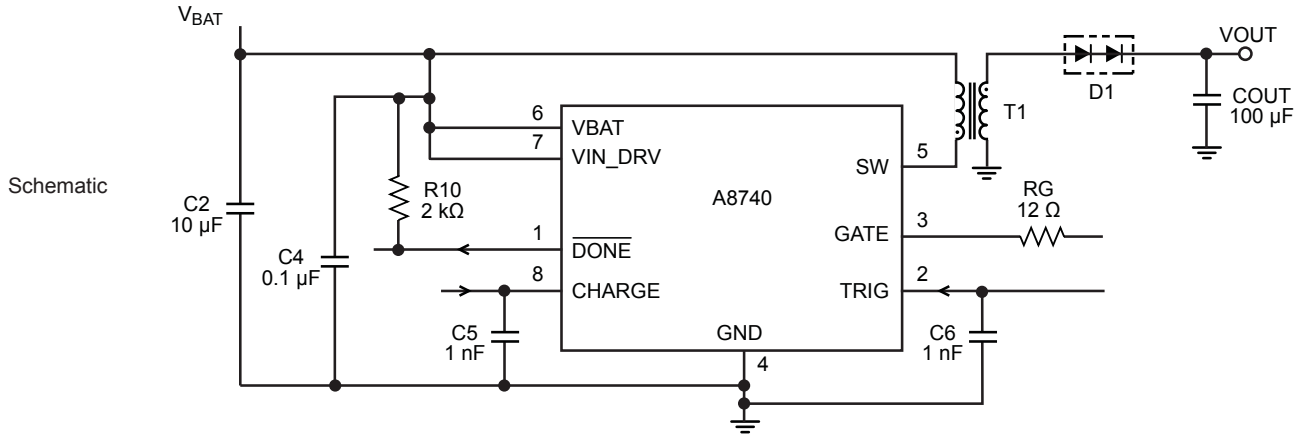 VBAT
VOUT
D1
COUT
100 µF
T1
6
VBAT
7
VIN_DRV
5
SW
Schematic
C2
10 µF
R10
2 kΩ
A8740
RG
12 Ω
3
GATE
1
DONE
C4
0.1 µF
8
CHARGE
2
TRIG
C5
1 nF
GND
4
C6
1 nF